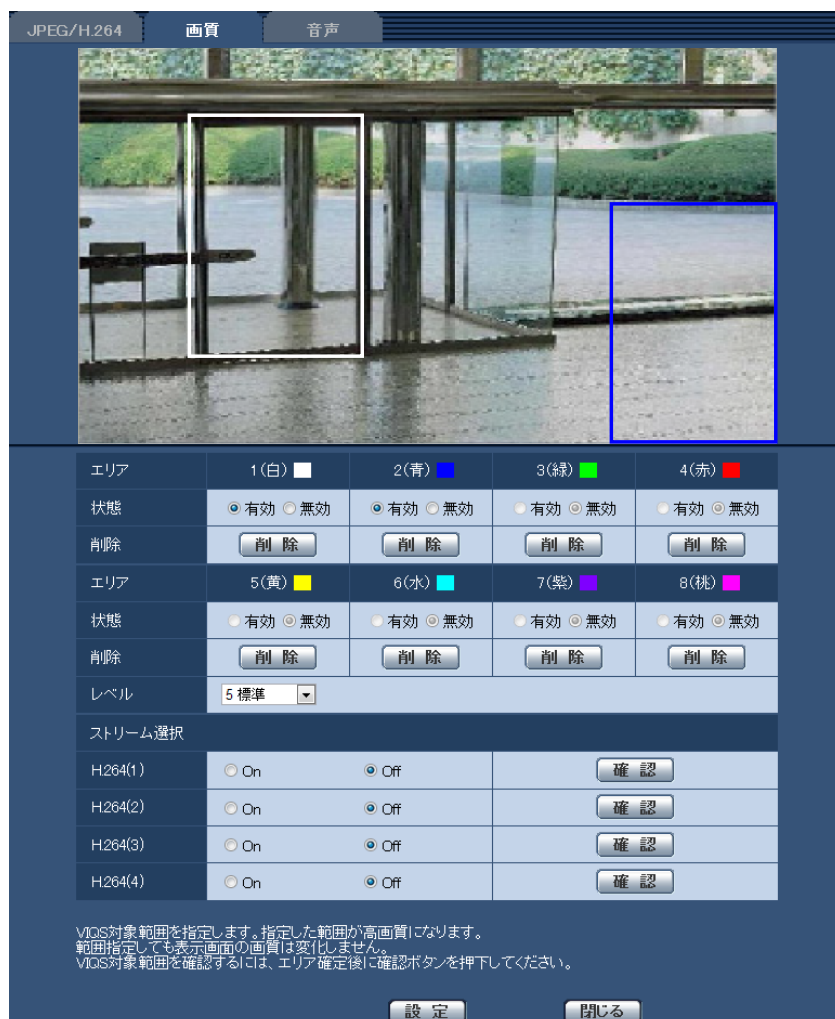 JPEG/H.264 画質 音声
エリア 1(白) 2(青) 3(緑) 4(赤)
状態 有効 無効 有効 無効 有効 無効 有効 無効
削除 削 除 削 除 削 除 削 除
エリア 5(黄) 6(水) 7(紫) 8(桃)
状態 有効 無効 有効 無効 有効 無効 有効 無効
削除 削 除 削 除 削 除 削 除
レベル 5 標準
ストリーム選択
H.264(1) On Off 確 認
H.264(2) On Off 確 認
H.264(3) On Off 確 認
H.264(4) On Off 確 認
VIQS対象範囲を指定します。指定した範囲が高画質になります。
範囲指定しても表示画面の画質は変化しません。
VIQS対象範囲を確認するには、エリア確定後に確認ボタンを押下してください。
設 定 閉じる